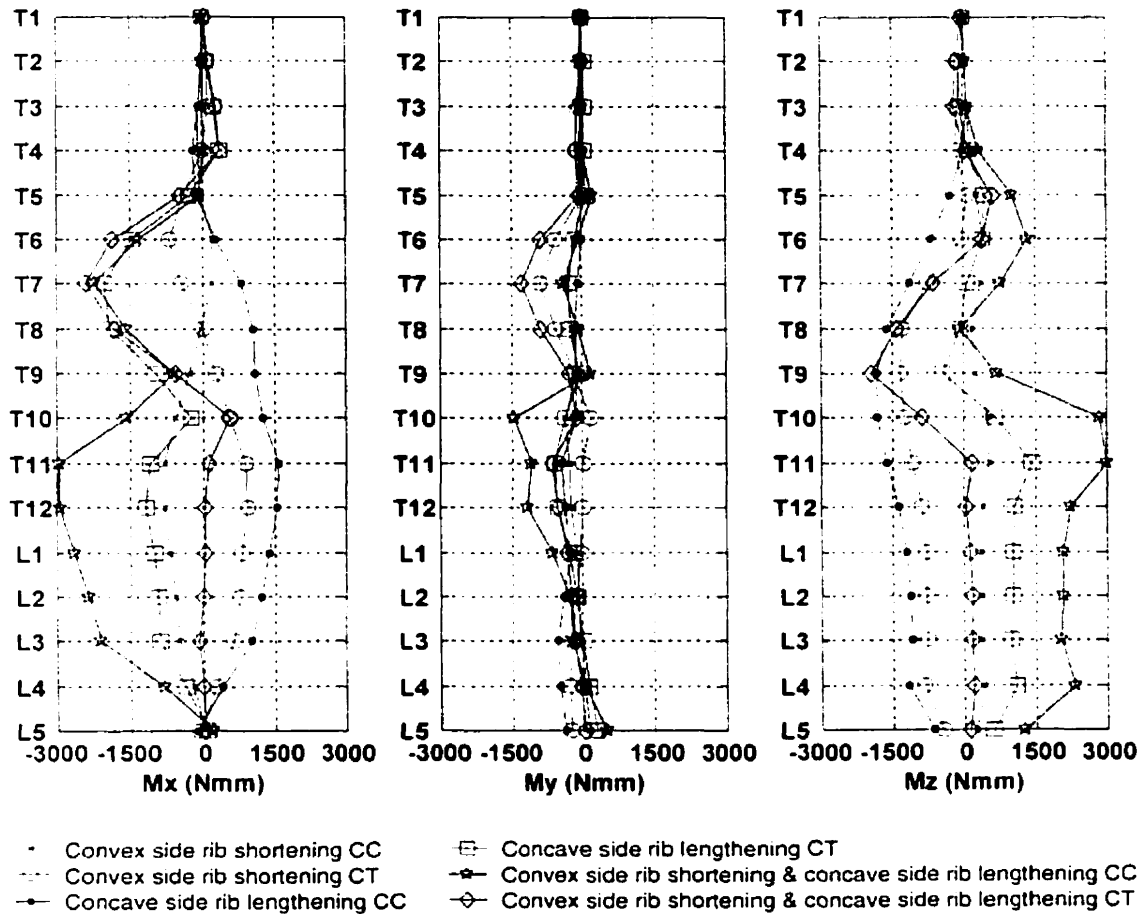 T1 T1 T1
T2 T2 T2
T3 T3 T3
T4 T4 T4
T5 T5 T5
T6 T6 T6
T7 T7 T7
T8 T8 T8
T9 T9 T9
T10 T10 T10
T11 T11 T11
T12 T12 T12
L1 L1 L1
L2 L2 L2
L3 L3 L3
L4 L4 L4
L5 L5 L5
-3000 -1500 0 1500 3000 -3000 -1500 0 1500 3000 -3000 -1500 0 1500 3000
Mx (Nmm) My (Nmm) Mz (Nmm)
Convex side rib shortening CC
Convex side rib shortening CT
Concave side rib lengthening CC
Concave side rib lengthening CT
Convex side rib shortening & concave side rib lengthening CC
Convex side rib shortening & concave side rib lengthening CT